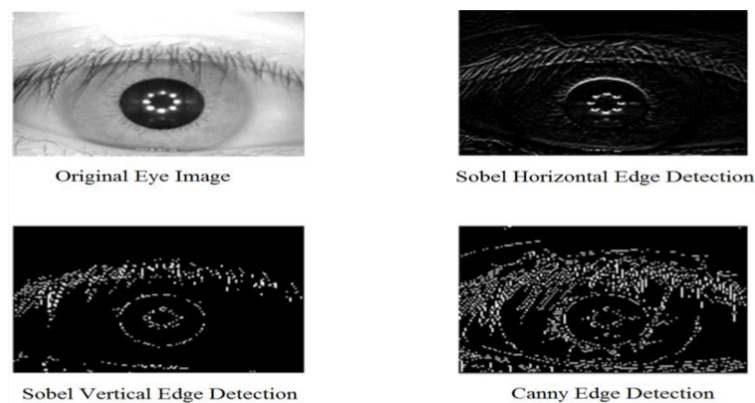 Original Eye Image
Sobel Horizontal Edge Detection
Sobel Vertical Edge Detection
Canny Edge Detection